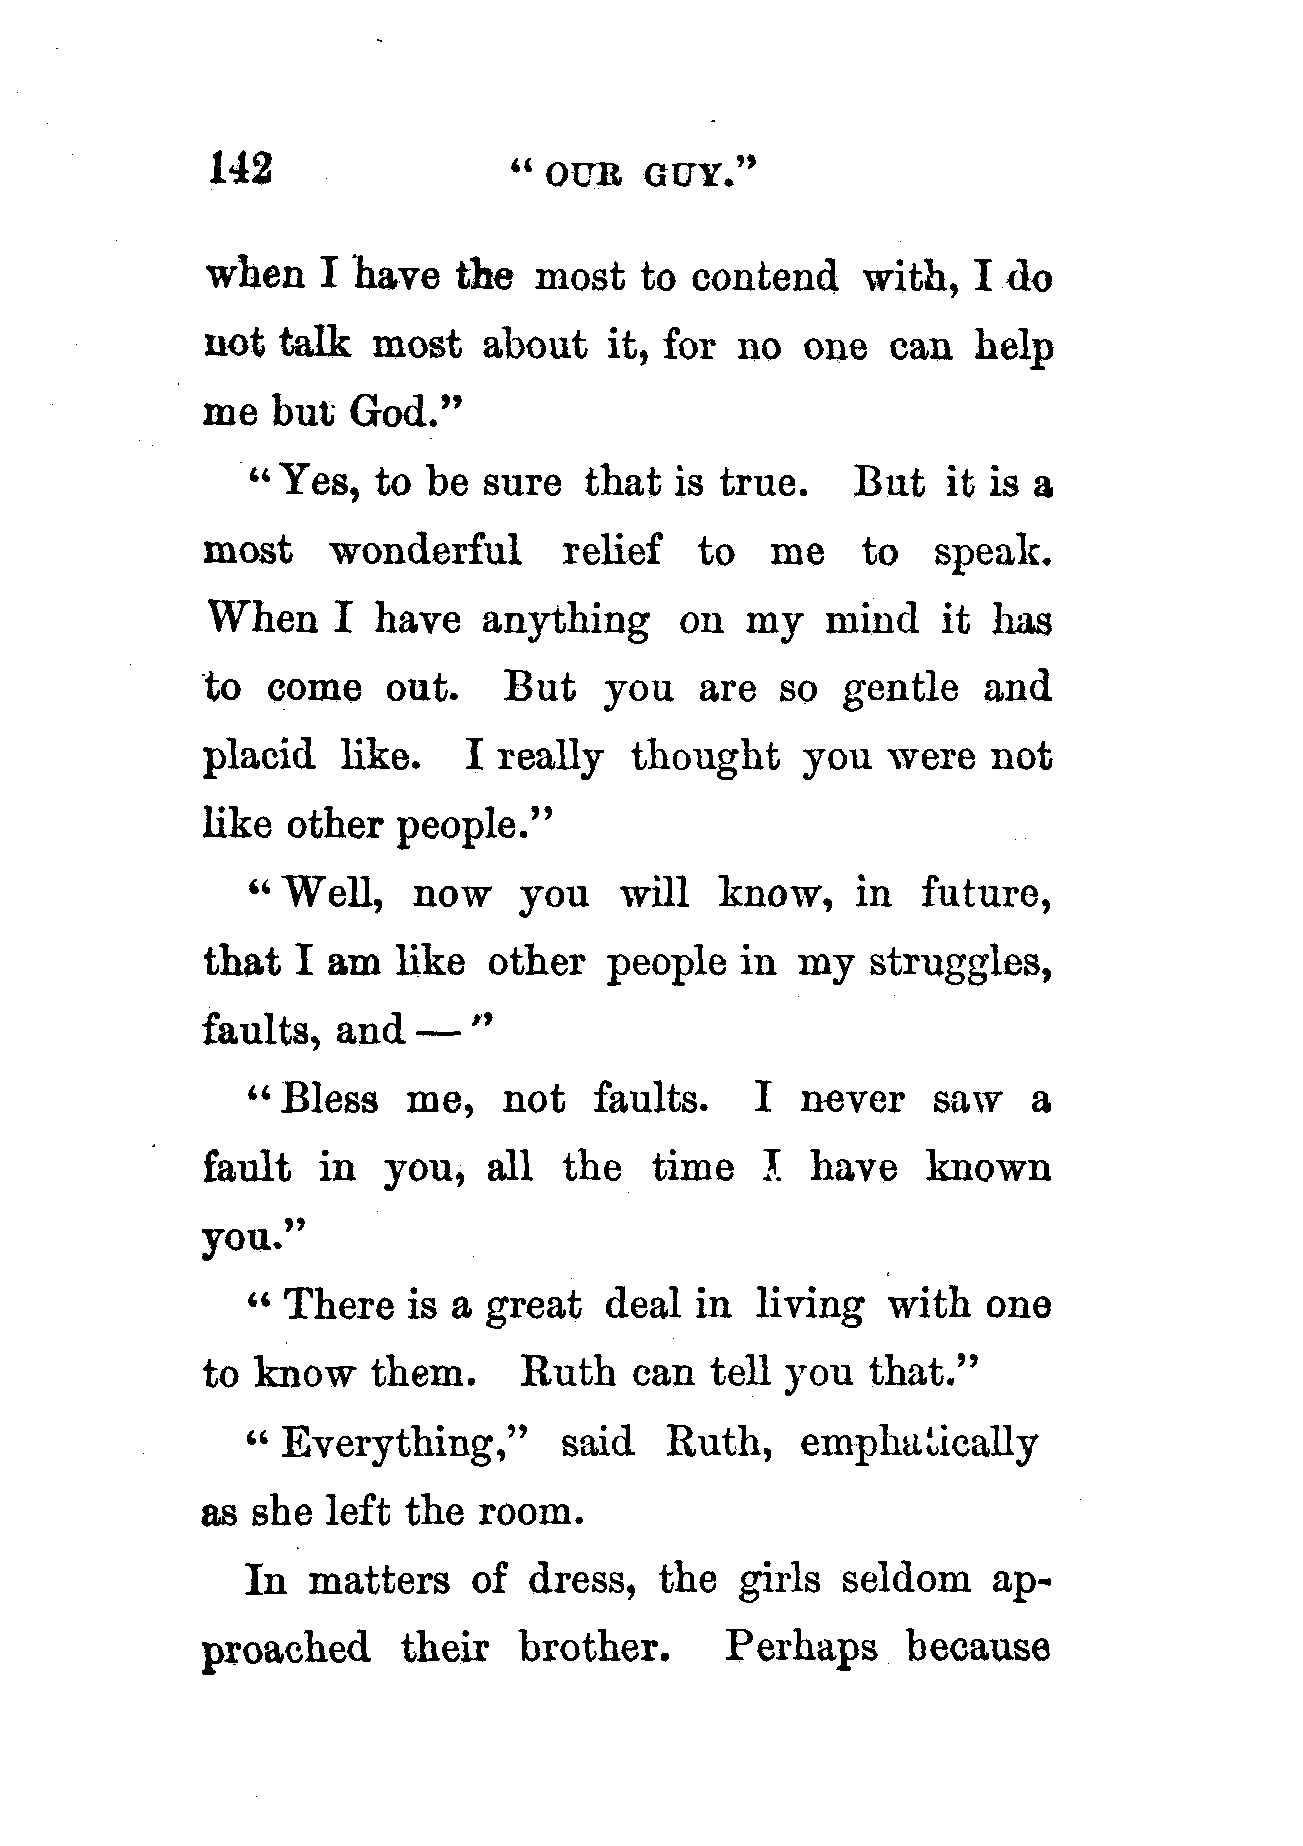 142 “ OUR GUY.”
when I have the most to contend with, I do
not talk most about it, for no one can help
me but God.”
“ Yes, to be sure that is true. But it is a
most wonderful relief to me to speak.
When I have anything on my mind it has
to come out. But you are so gentle and
placid like. I really thought you were not
like other people.”
“ Well, now you will know, in future,
that I am like other people in my struggles,
faults, and — ”
“ Bless me, not faults. I never saw a
fault in you, all the time I have known
you.”
“ There is a great deal in living with one
to know them. Ruth can tell you that.”
“ Everything,” said Ruth, emphatically
as she left the room.
In matters of dress, the girls seldom ap-
proached their brother. Perhaps because